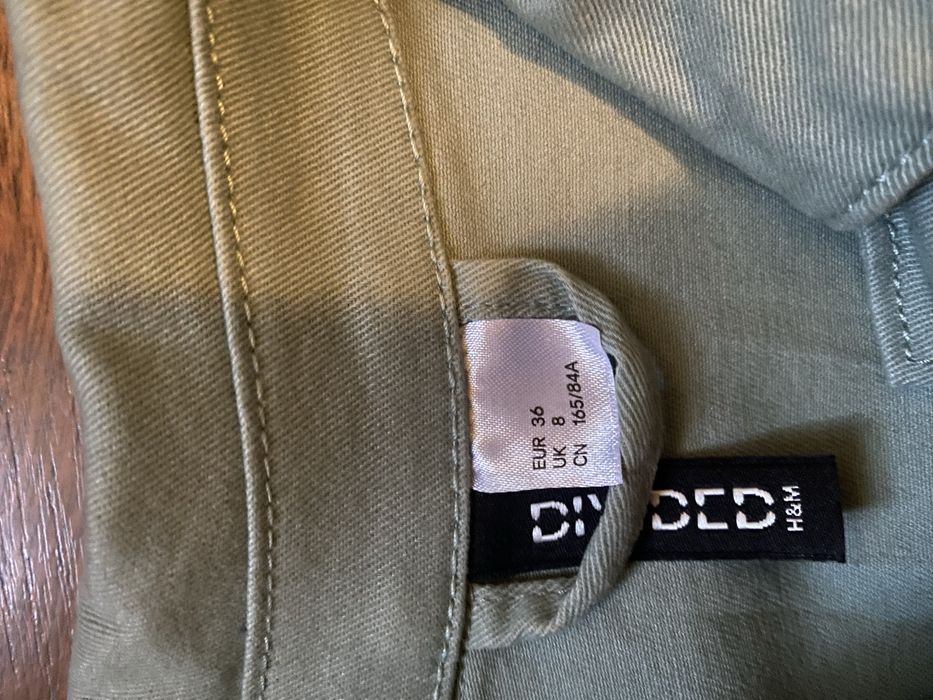 EUR 36
UK 8
CN 165/84A
DIVIDED
H&M